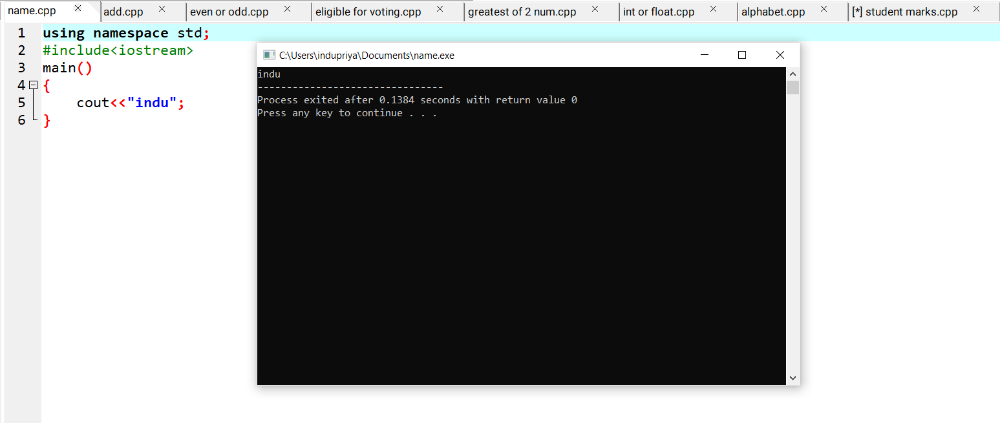 name.cpp add.cpp even or odd.cpp eligible for voting.cpp greatest of 2 num.cpp int or float.cpp alphabet.cpp [*] student marks.cpp
1 using namespace std;
2 #include<iostream>
3 main()
4 {
5 cout<<"indu";
6 }
C:\Users\indupriya\Documents\name.exe
indu
--------------------------------
Process exited after 0.1384 seconds with return value 0
Press any key to continue . . .